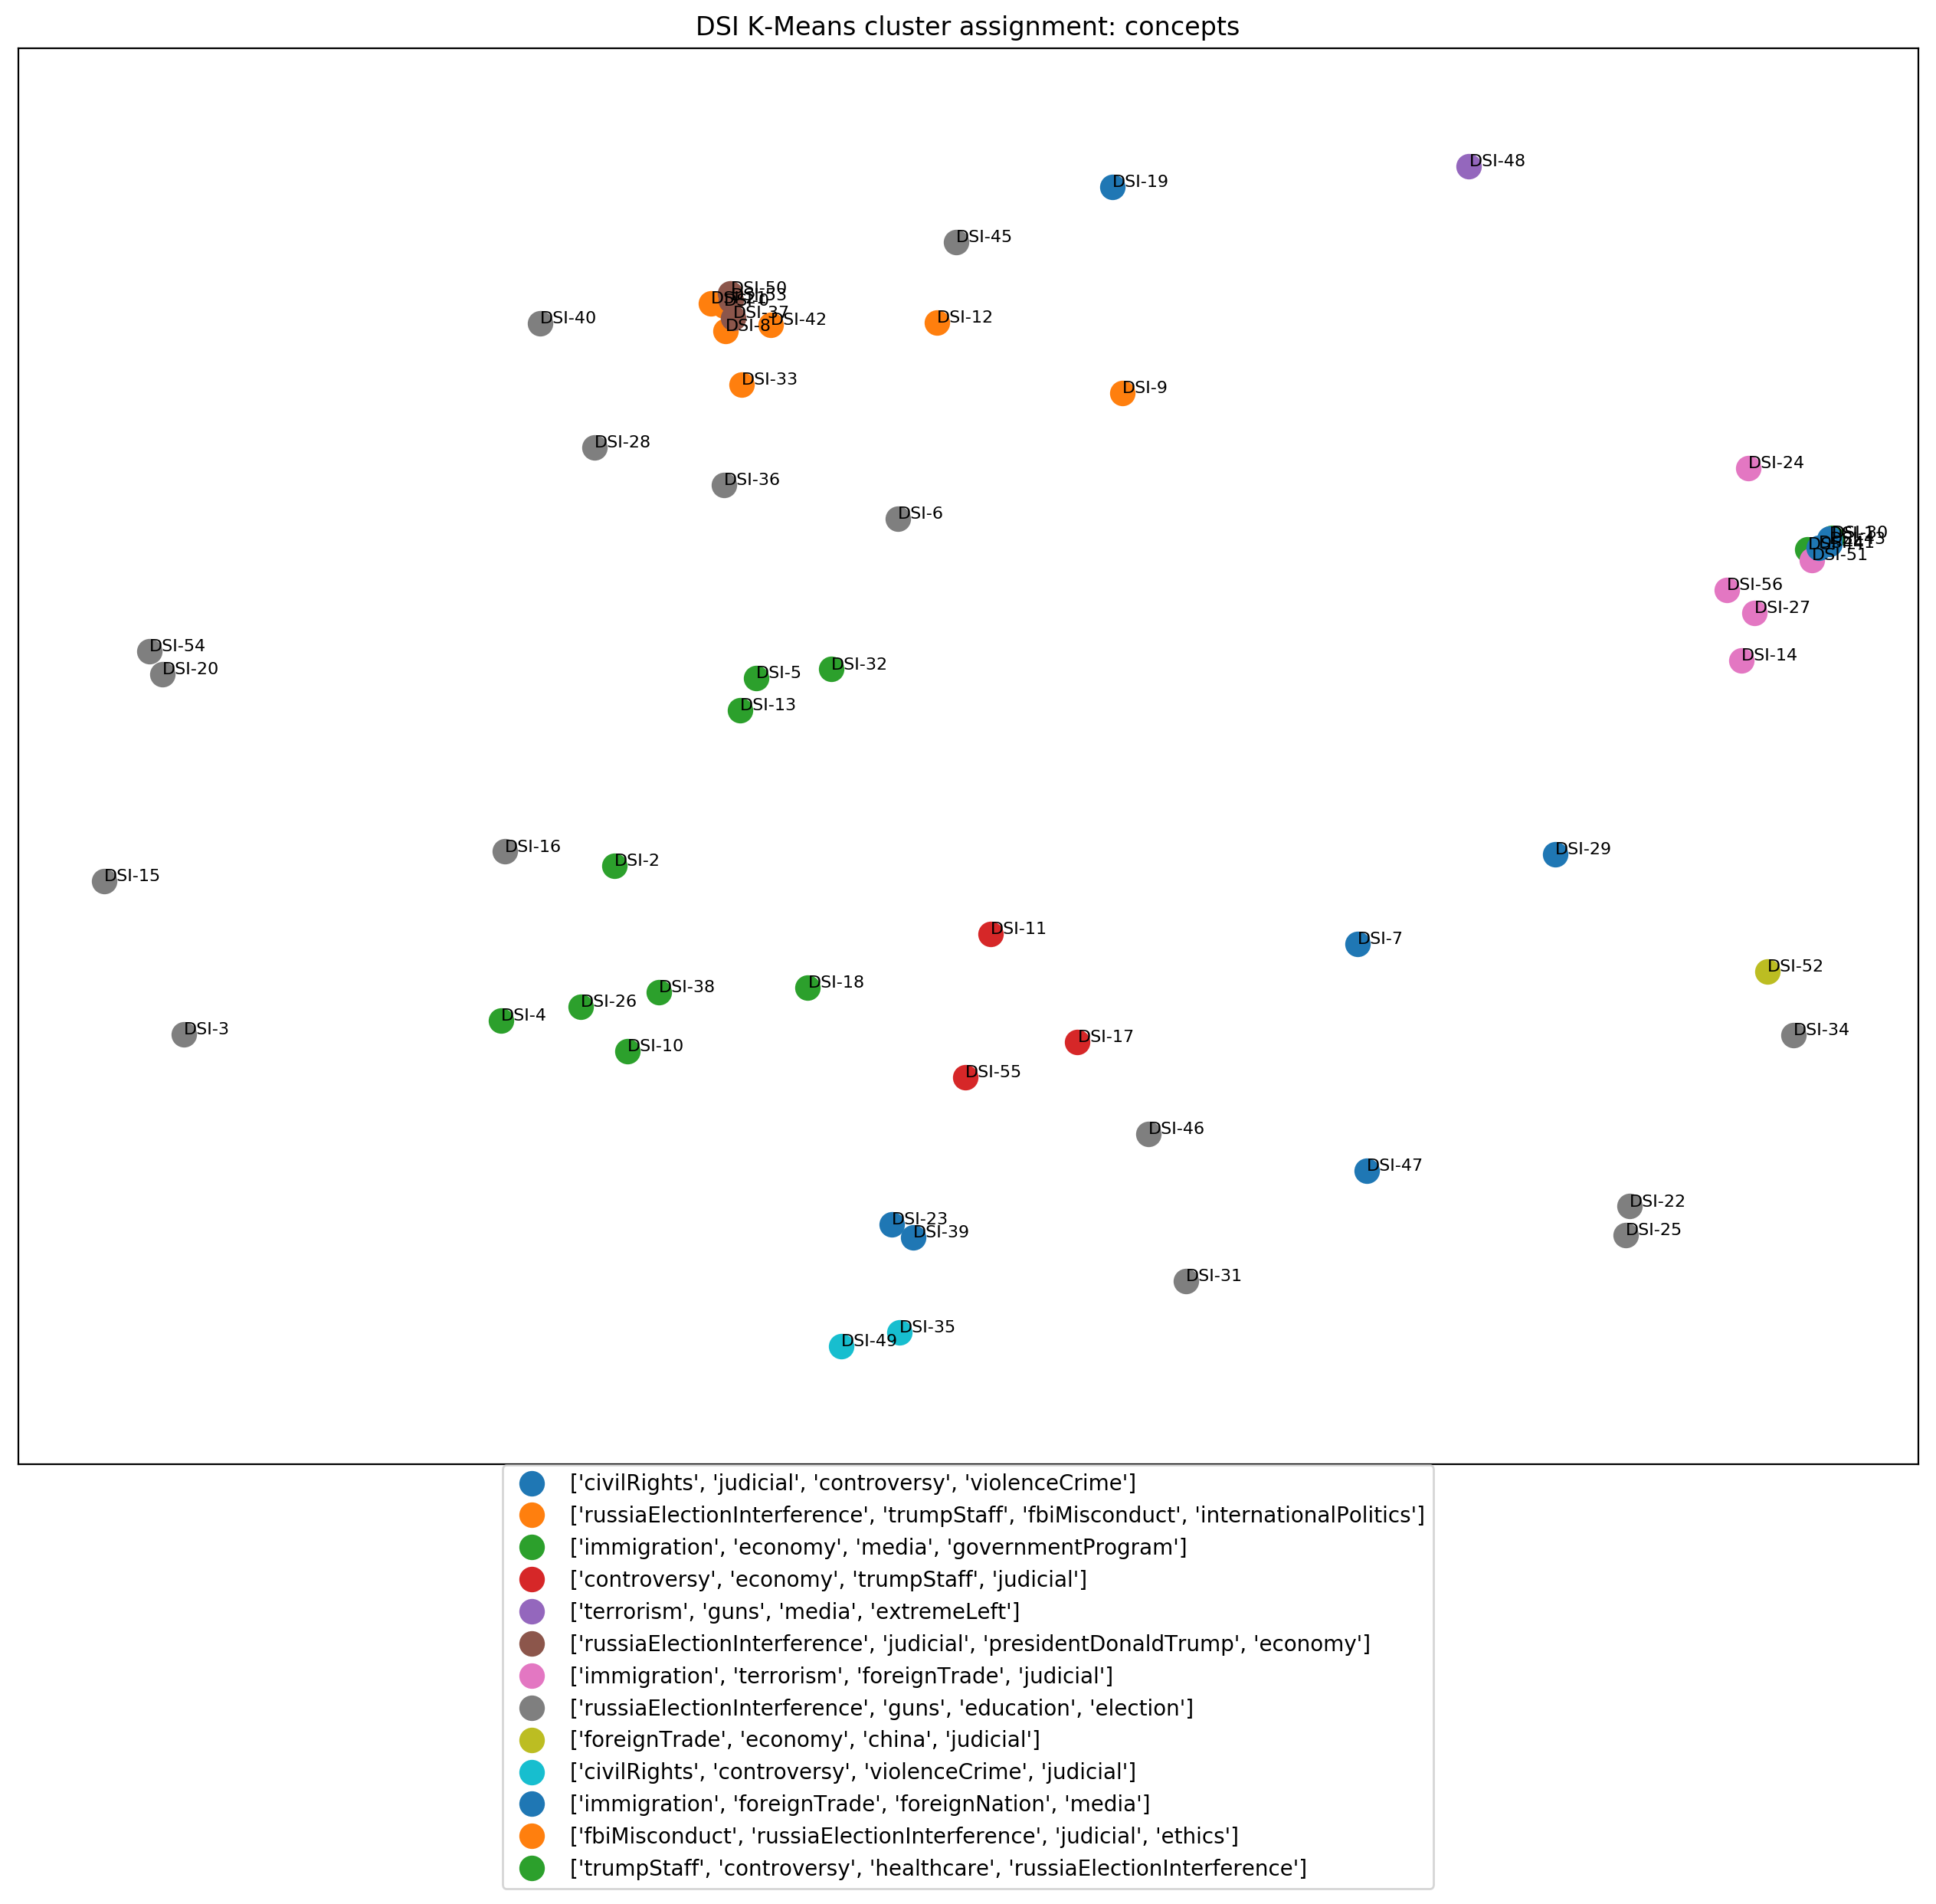 DSI K-Means cluster assignment: concepts
DSI-48
DSI-19
DSI-45
DSI-50
DSI-40
DSI-37
DSI-42
DSI-12
DSI-8
DSI-33
DSI-9
DSI-28
DSI-24
DSI-36
DSI-6
DSI-30
DSI-51
DSI-56
DSI-27
DSI-54
DSI-14
DSI-32
DSI-20
DSI-5
DSI-13
DSI-16
DSI-29
DSI-2
DSI-15
DSI-11
DSI-7
DSI-52
DSI-18
DSI-38
DSI-26
DSI-4
DSI-3
DSI-34
DSI-17
DSI-10
DSI-55
DSI-46
DSI-47
DSI-22
DSI-23
DSI-25
DSI-39
DSI-31
DSI-35
DSI-49
['civilRights', 'judicial', 'controversy', 'violenceCrime']
['russiaElectionInterference', 'trumpStaff', 'fbiMisconduct', 'internationalPolitics']
['immigration', 'economy', 'media', 'governmentProgram']
['controversy', 'economy', 'trumpStaff', 'judicial']
['terrorism', 'guns', 'media', 'extremeLeft']
['russiaElectionInterference', 'judicial', 'presidentDonaldTrump', 'economy']
['immigration', 'terrorism', 'foreignTrade', 'judicial']
['russiaElectionInterference', 'guns', 'education', 'election']
['foreignTrade', 'economy', 'china', 'judicial']
['civilRights', 'controversy', 'violenceCrime', 'judicial']
['immigration', 'foreignTrade', 'foreignNation', 'media']
['fbiMisconduct', 'russiaElectionInterference', 'judicial', 'ethics']
['trumpStaff', 'controversy', 'healthcare', 'russiaElectionInterference']